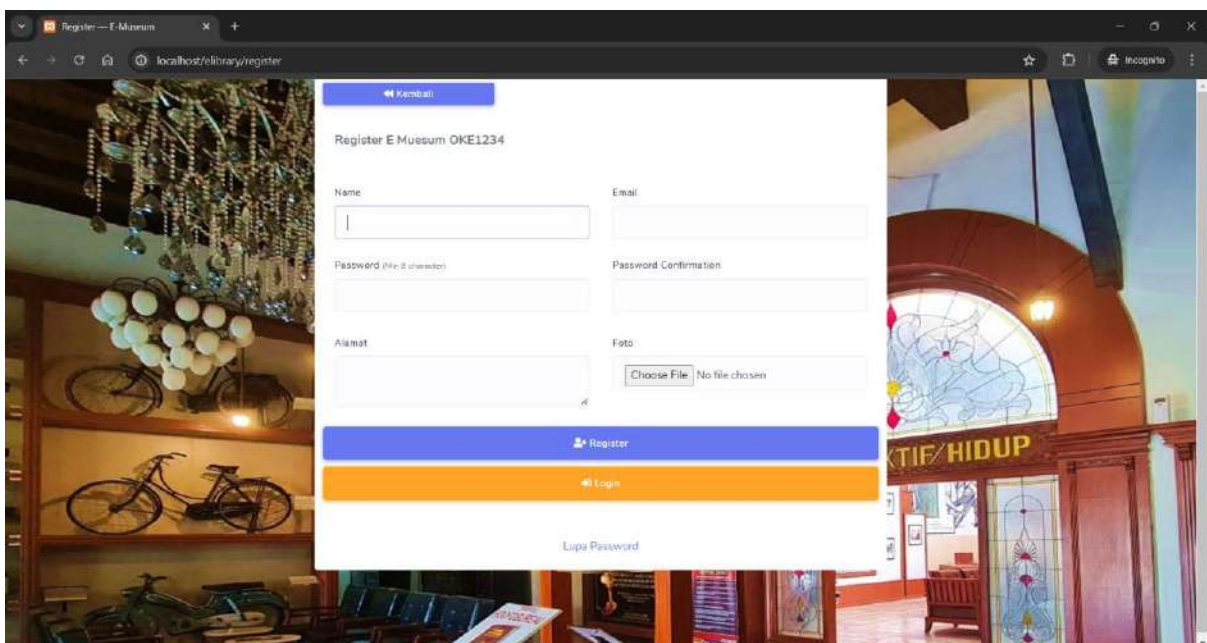 Register — E-Museum
localhost/elibrary/register
Incognito
Kembali
Register E Muesum OKE1234
Name
Email
Password (Min 8 character)
Password Confirmation
Alamat
Foto
Choose File No file chosen
Register
Login
Lupa Password
KTIF/HIDUP